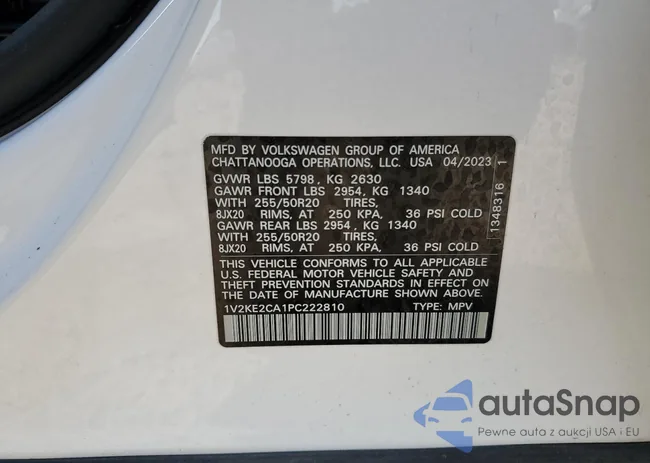 MFD BY VOLKSWAGEN GROUP OF AMERICA
CHATTANOOGA OPERATIONS, LLC. USA 04/2023
GVWR LBS 5798, KG 2630
GAWR FRONT LBS 2954, KG 1340
WITH 255/50R20 TIRES,
8JX20 RIMS, AT 250 KPA, 36 PSI COLD
GAWR REAR LBS 2954 , KG 1340
WITH 255/50R20 TIRES,
8JX20 RIMS, AT 250 KPA, 36 PSI COLD
THIS VEHICLE CONFORMS TO ALL APPLICABLE
U.S. FEDERAL MOTOR VEHICLE SAFETY AND
THEFT PREVENTION STANDARDS IN EFFECT ON
THE DATE OF MANUFACTURE SHOWN ABOVE.
1V2KE2CA1PC222810 TYPE: MPV
1348316 1
autoSnap
Pewne auta z aukcji USA i EU